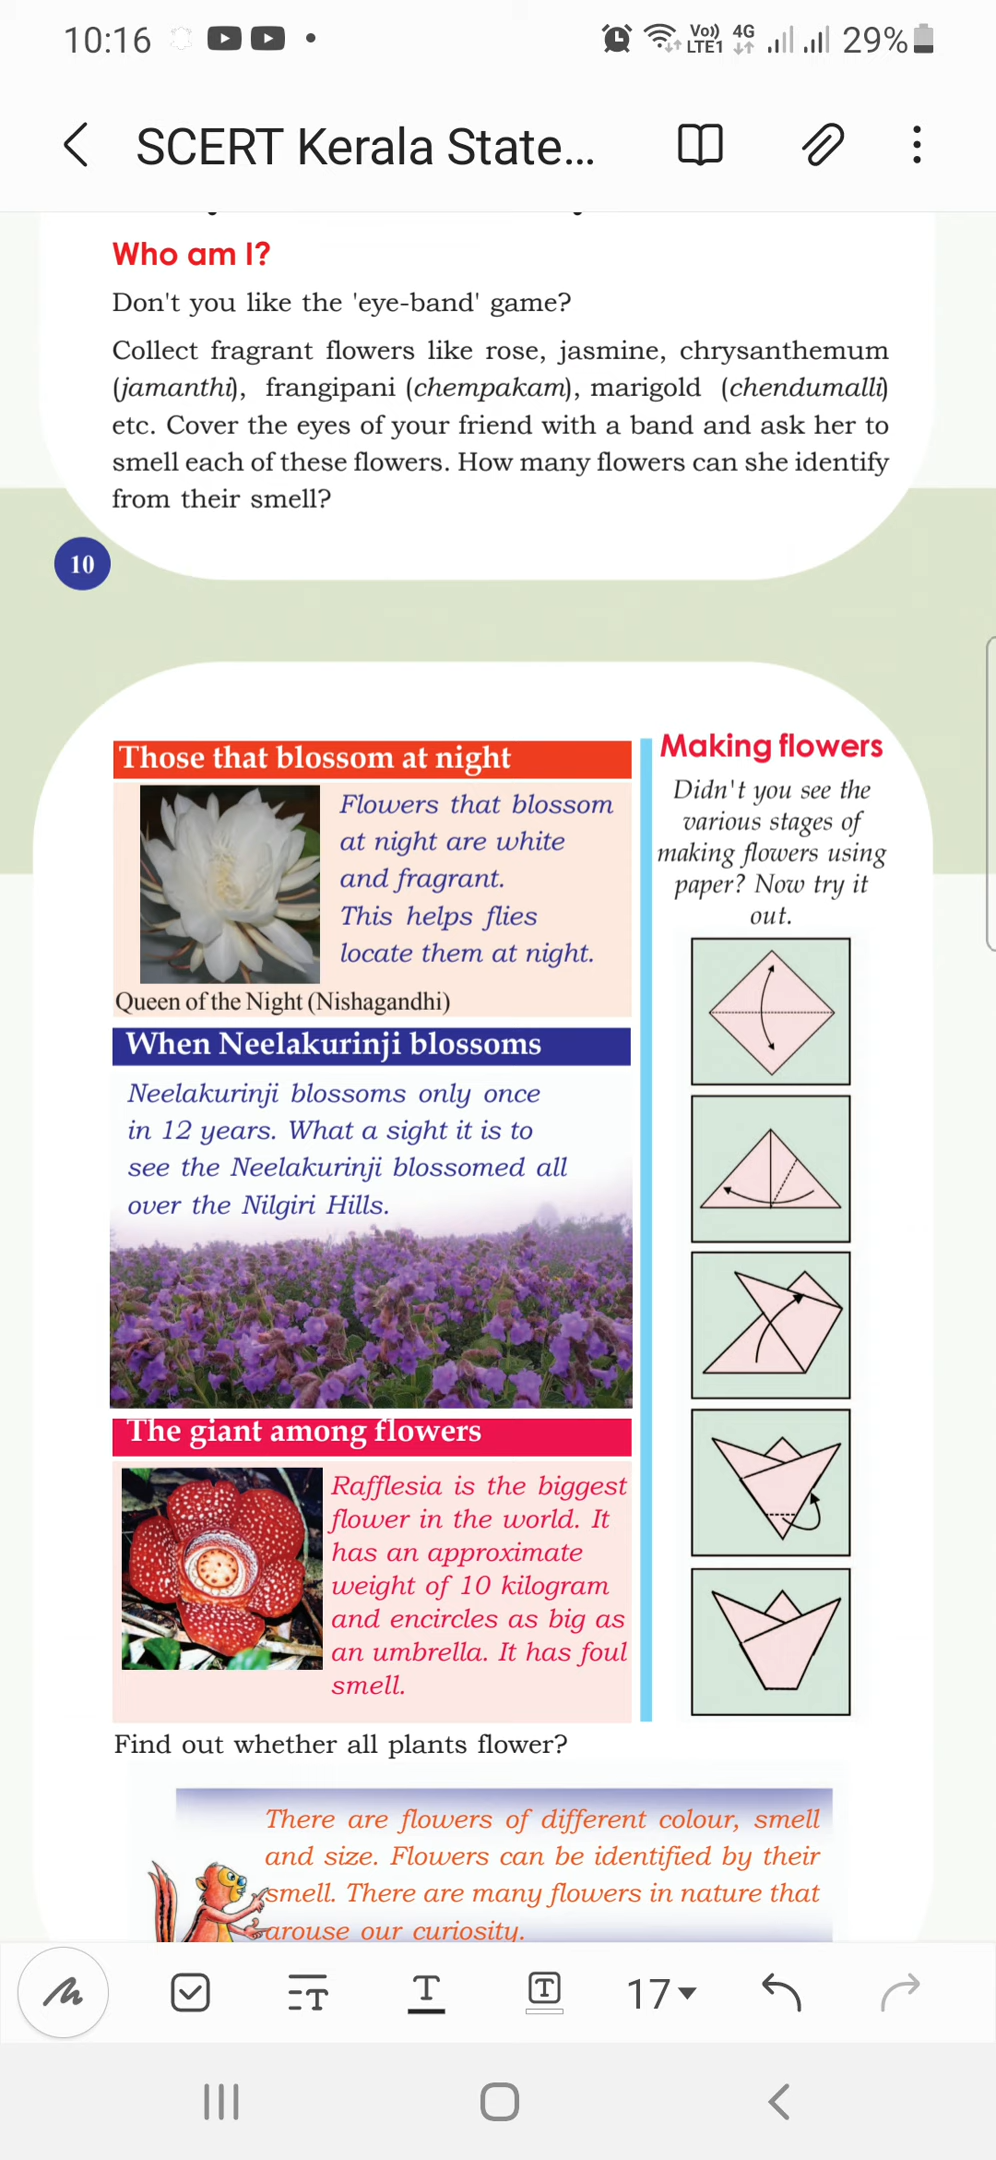 10:16
Vo)) 4G 29%
LTE1
SCERT Kerala State...
Who am I?
Don't you like the 'eye-band' game?
Collect fragrant flowers like rose, jasmine, chrysanthemum
(jamanthi), frangipani (chempakam), marigold (chendumalli)
etc. Cover the eyes of your friend with a band and ask her to
smell each of these flowers. How many flowers can she identify
from their smell?
10
Those that blossom at night
Flowers that blossom
at night are white
and fragrant.
This helps flies
locate them at night.
Queen of the Night (Nishagandhi)
When Neelakurinji blossoms
Neelakurinji blossoms only once
in 12 years. What a sight it is to
see the Neelakurinji blossomed all
over the Nilgiri Hills.
The giant among flowers
Rafflesia is the biggest
flower in the world. It
has an approximate
weight of 10 kilogram
and encircles as big as
an umbrella. It has foul
smell.
Making flowers
Didn't you see the
various stages of
making flowers using
paper? Now try it
out.
Find out whether all plants flower?
There are flowers of different colour, smell
and size. Flowers can be identified by their
smell. There are many flowers in nature that
arouse our curiosity.
T T T 17